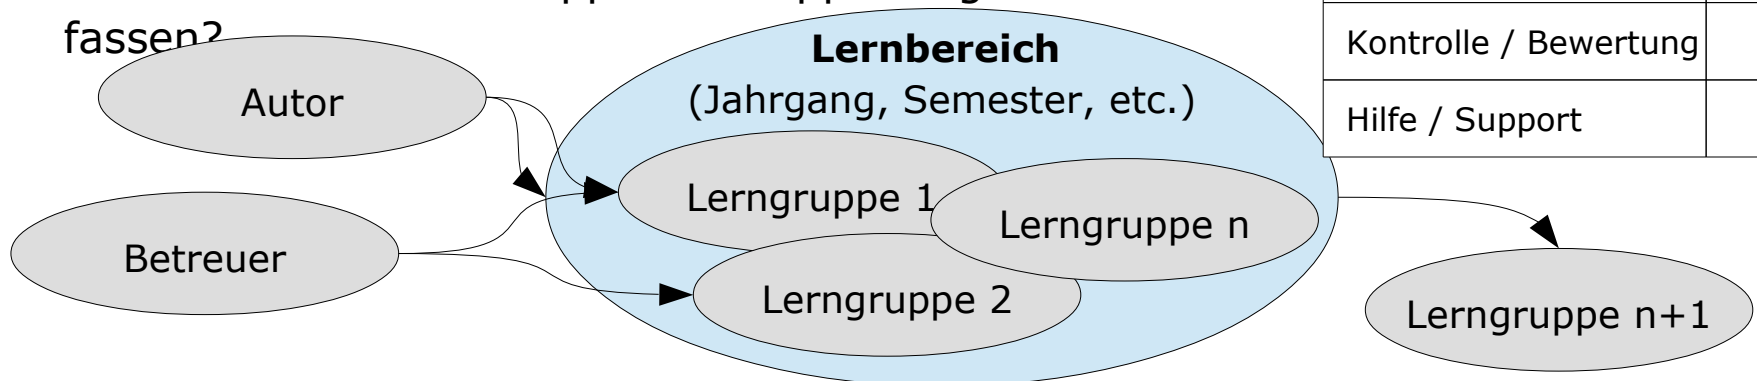 fassen?
Lernbereich
(Jahrgang, Semester, etc.)
Kontrolle / Bewertung
Hilfe / Support
Autor
Lerngruppe 1
Lerngruppe n
Betreuer
Lerngruppe 2
Lerngruppe n+1